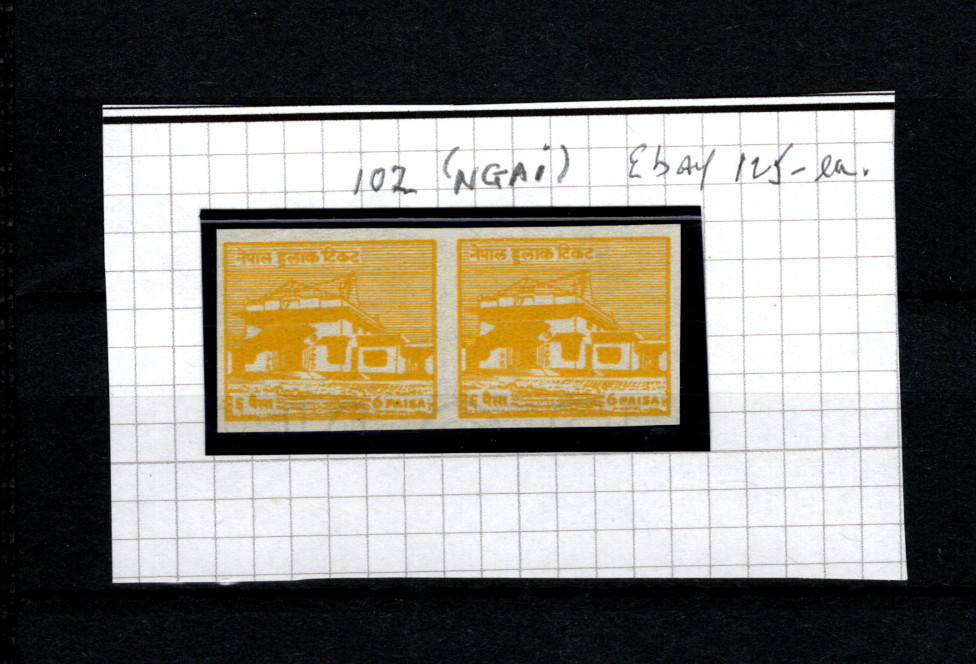 102 (NGAi) Ebay 125- ea.
नेपाल हुलाक टिकट नेपाल हुलाक टिकट
६ पैसा 6 PAISA ६ पैसा 6 PAISA